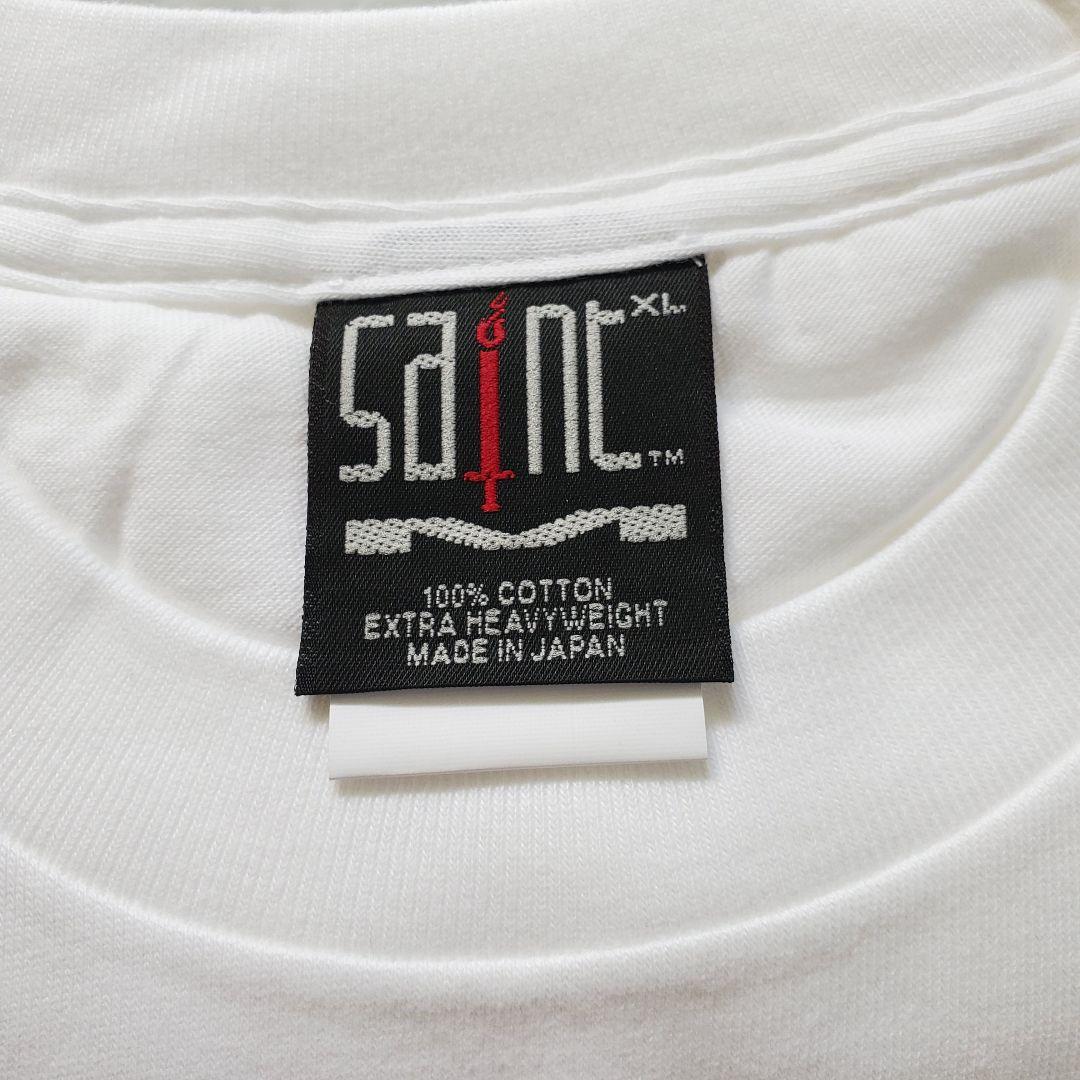 saint XL
TM
100% COTTON
EXTRA HEAVYWEIGHT
MADE IN JAPAN